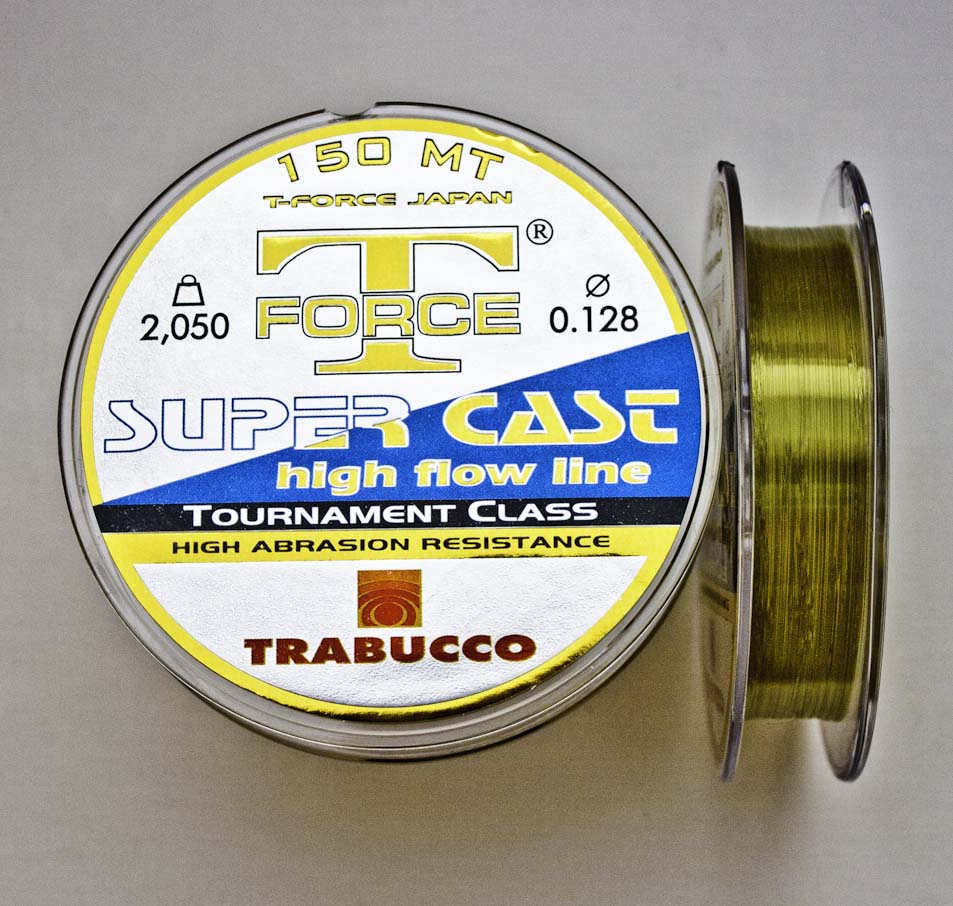 150 MT
T-FORCE JAPAN
T ®
FORCE
2,050
Ø 0.128
SUPER CAST
high flow line
TOURNAMENT CLASS
HIGH ABRASION RESISTANCE
TRABUCCO